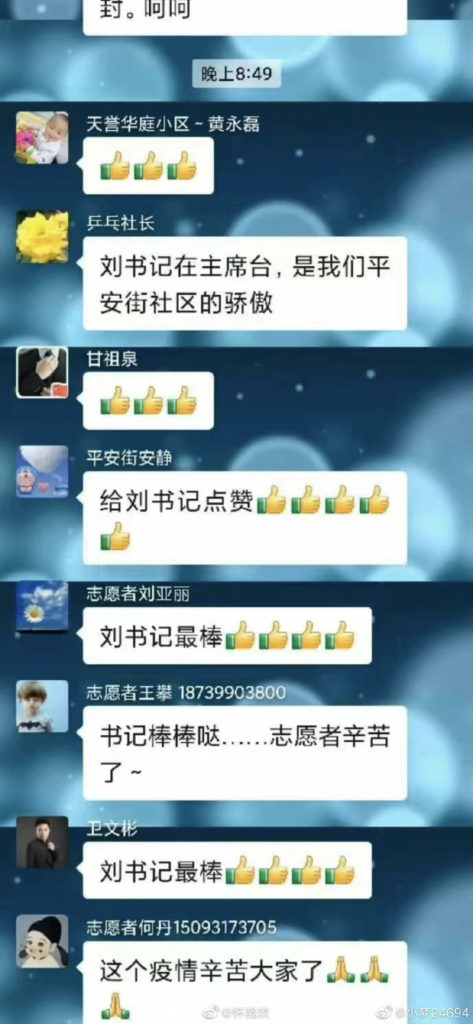 封。呵呵
晚上8:49
天誉华庭小区~黄永磊
👍👍👍
乒乓社长
刘书记在主席台，是我们平
安街社区的骄傲
甘祖泉
👍👍👍
平安街安静
给刘书记点赞👍👍👍👍
👍
志愿者刘亚丽
刘书记最棒👍👍👍👍
志愿者王攀 18739903800
书记棒棒哒……志愿者辛苦
了~
卫文彬
刘书记最棒👍👍👍👍
志愿者何丹15093173705
这个疫情辛苦大家了🙏🙏
🙏
@小梦24694